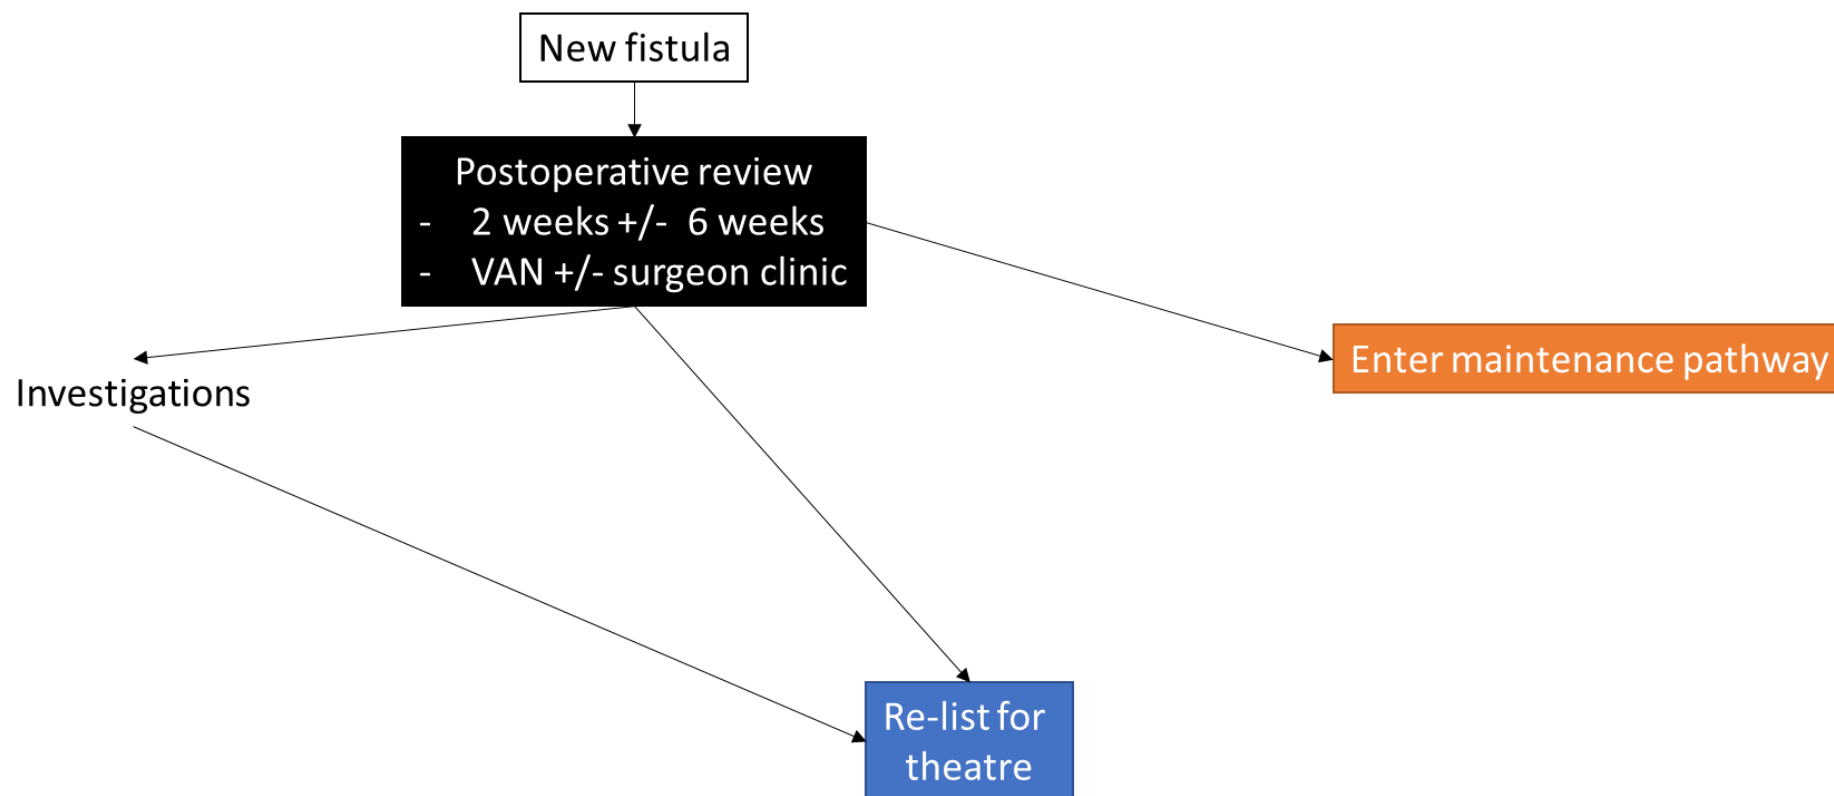 New fistula
Postoperative review
- 2 weeks +/- 6 weeks
- VAN +/- surgeon clinic
Investigations
Enter maintenance pathway
Re-list for
theatre